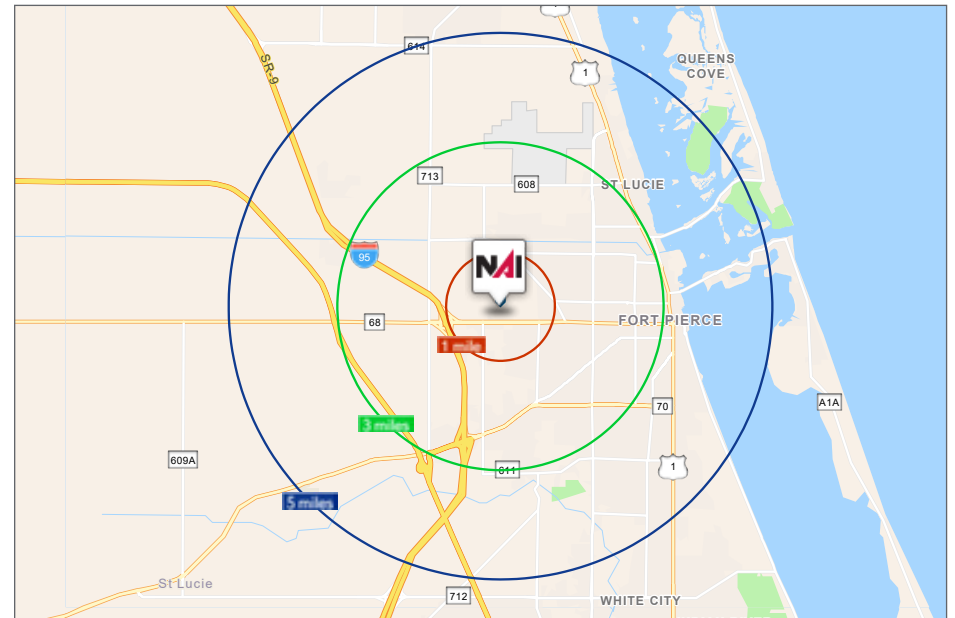 614
SR-9
1
QUEENS
COVE
713
608
ST LUCIE
95
NAI
68
FORT PIERCE
1 mile
A1A
70
3 miles
609A
611
1
5 miles
St Lucie
712
WHITE CITY